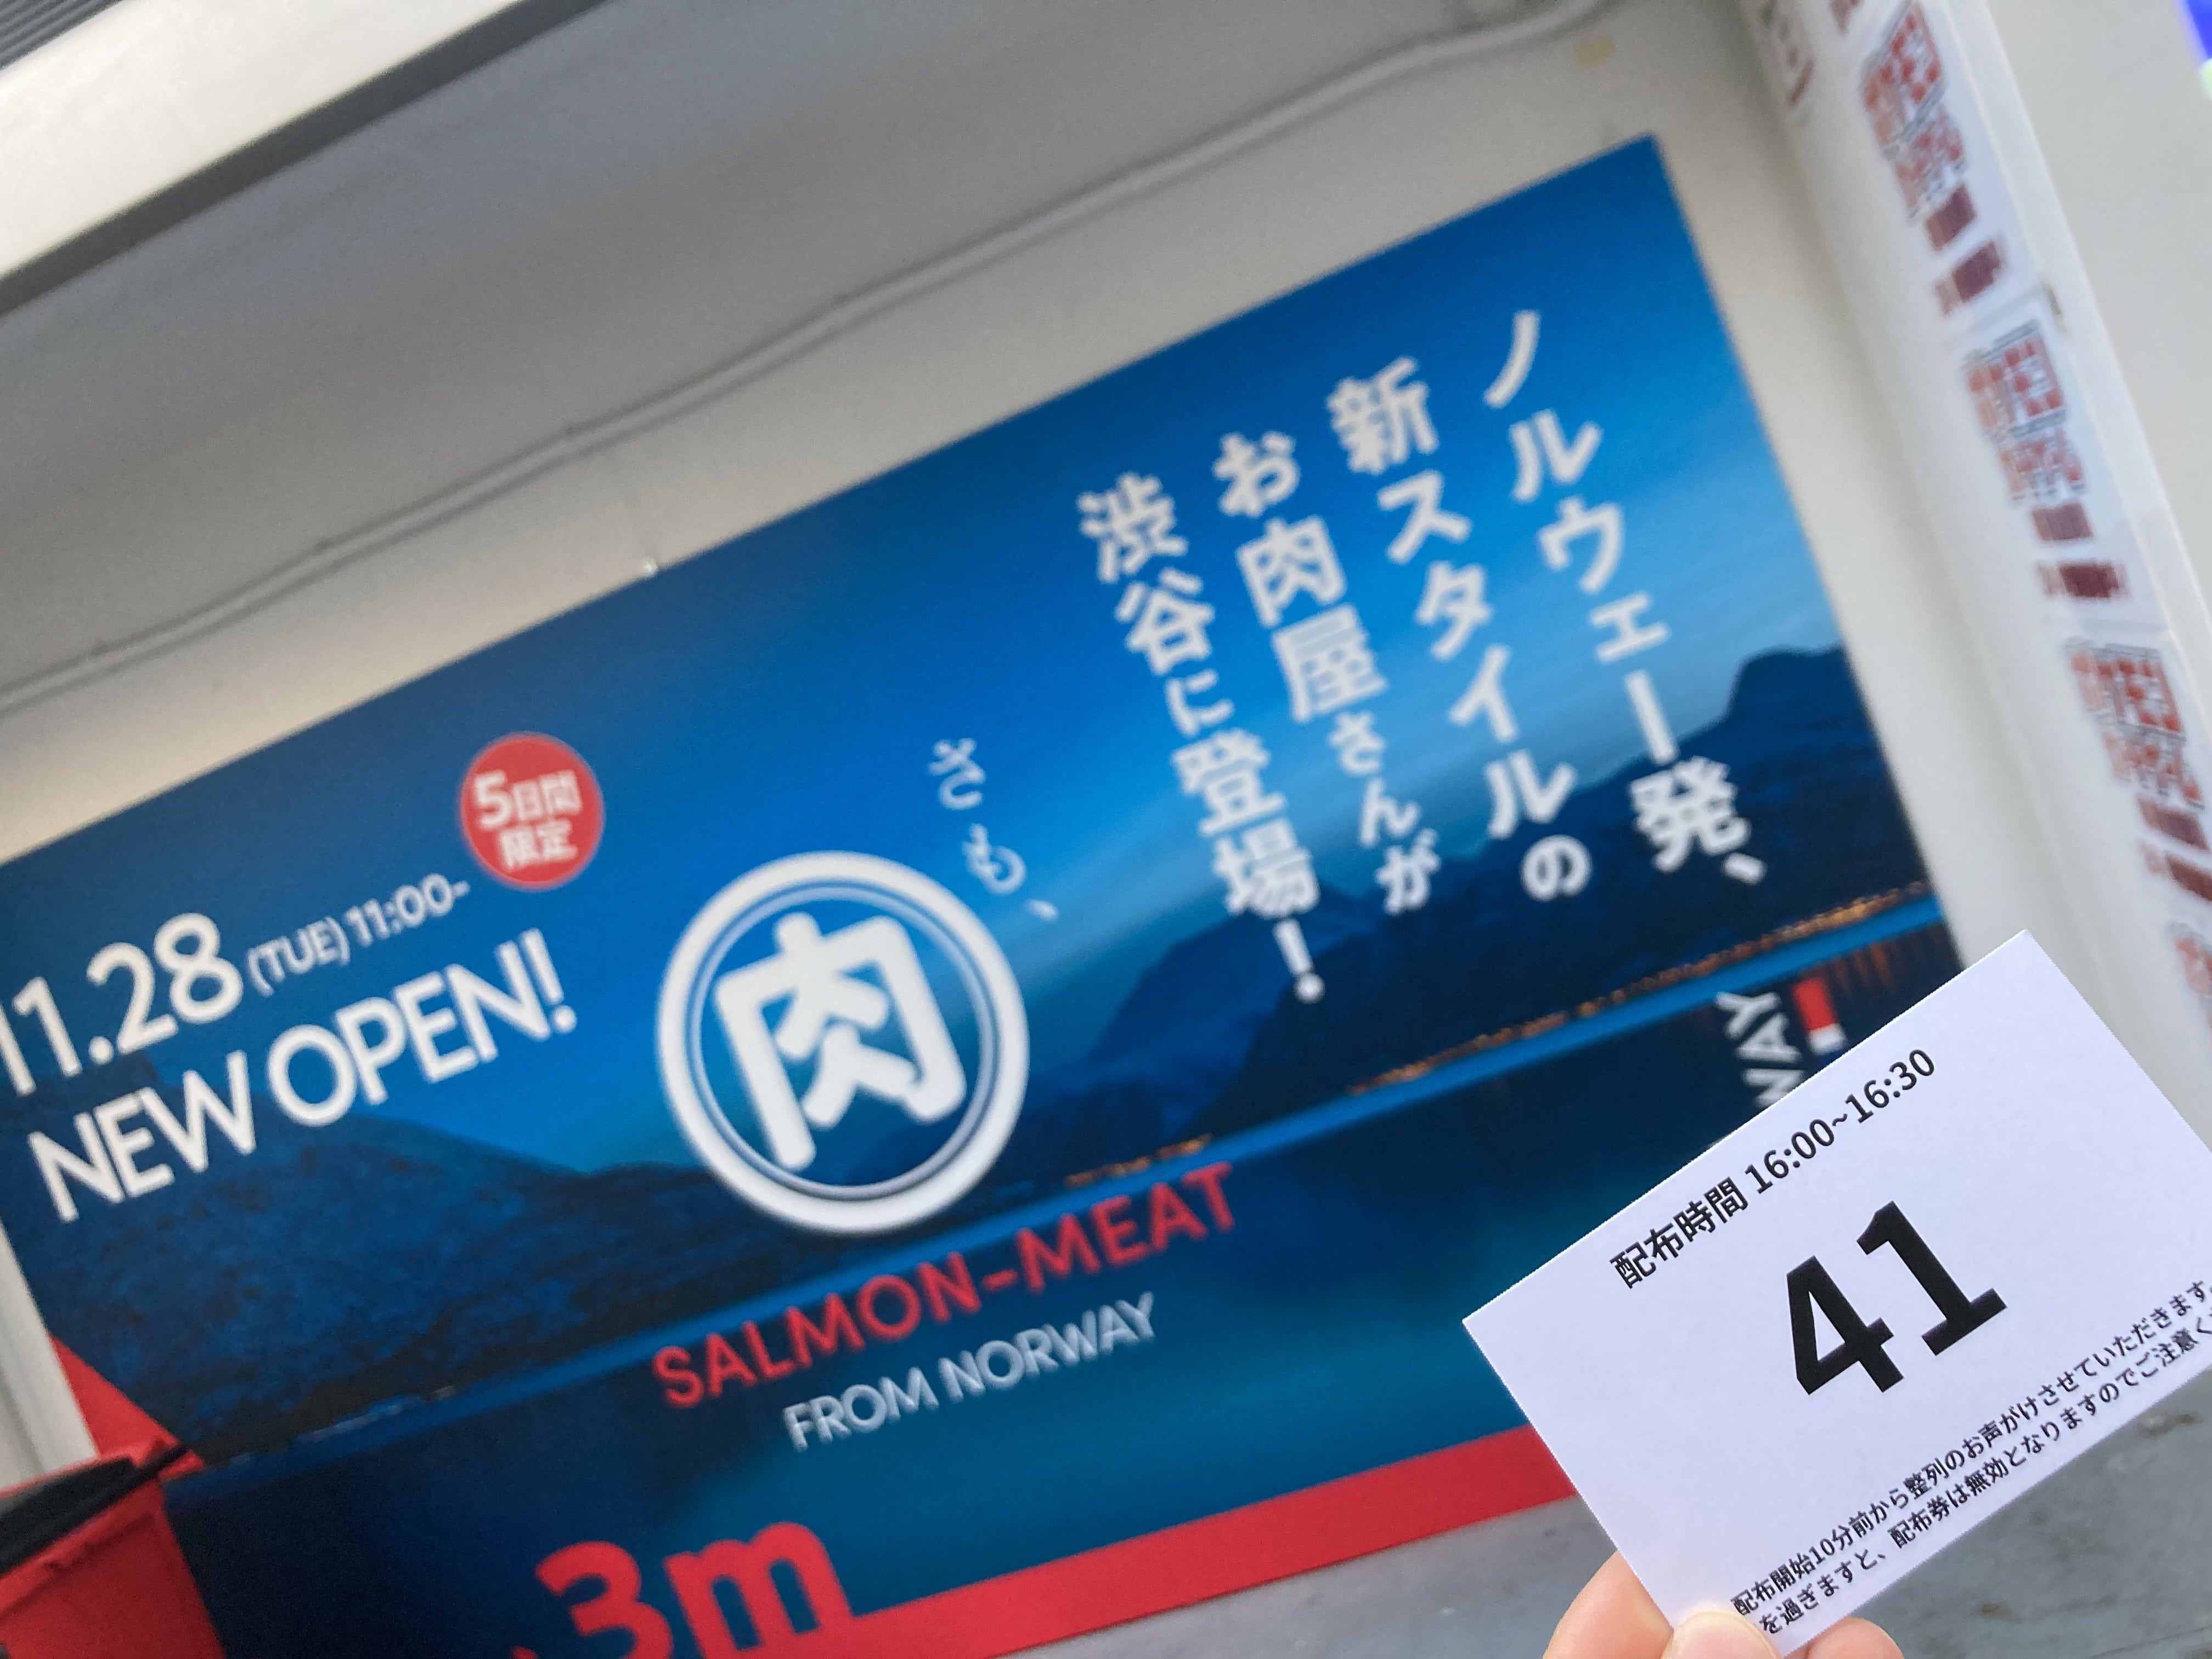 ノルウェー発、
新スタイルの
お肉屋さんが
渋谷に登場！
さも、
肉
SALMON-MEAT
FROM NORWAY
5日間
限定
11.28 (TUE) 11:00-
NEW OPEN!
3m
WAY
配布時間 16:00~16:30
41
配布開始10分前から整列のお声がけさせていただきます。
を過ぎますと、配布券は無効となりますのでご注意く